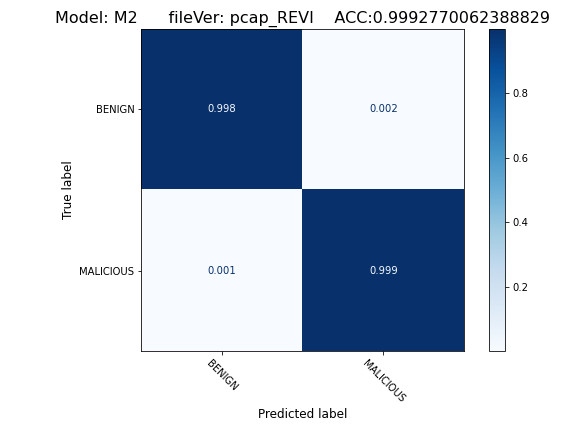 Model: M2 fileVer: pcap_REVI ACC:0.9992770062388829
BENIGN
0.998
0.002
0.8
0.6
True label
0.4
MALICIOUS
0.001
0.999
0.2
BENIGN
MALICIOUS
Predicted label